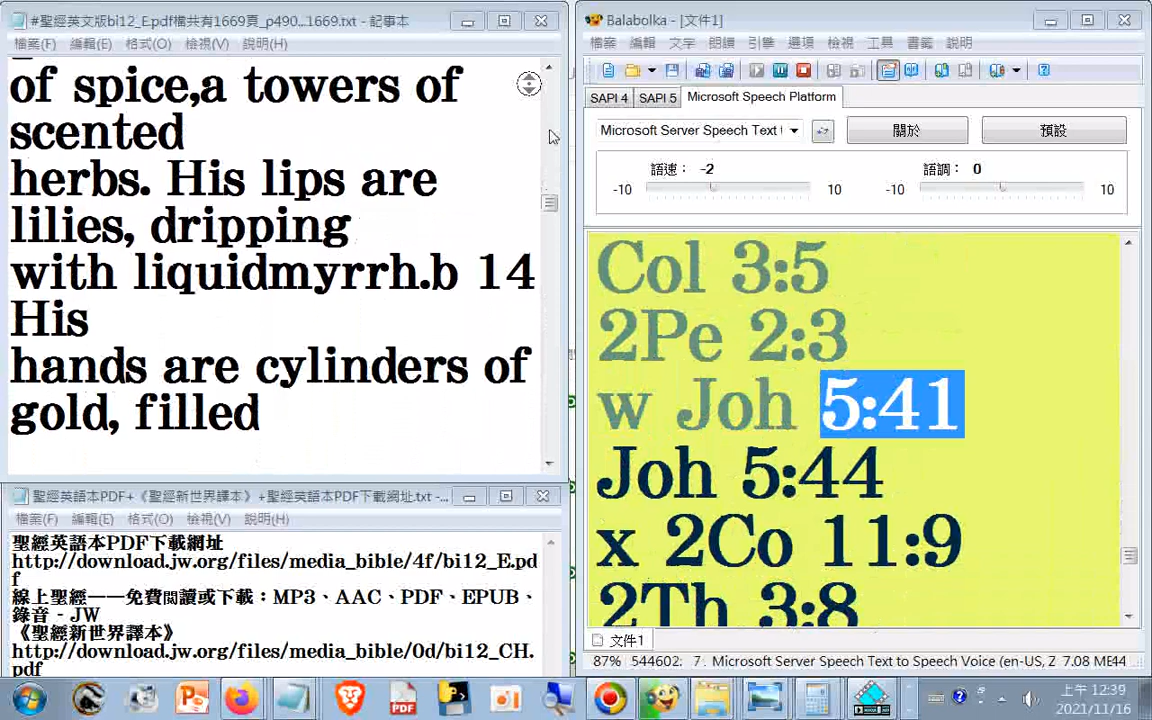 #聖經英文版bi12_E.pdf檔共有1669頁_p490...1669.txt - 記事本
檔案(F) 編輯(E) 格式(O) 檢視(V) 說明(H)
of spice,a towers of
scented
herbs. His lips are
lilies, dripping
with liquidmyrrh.b 14
His
hands are cylinders of
gold, filled
聖經英語本PDF+《聖經新世界譯本》+聖經英語本PDF下載網址.txt -...
檔案(F) 編輯(E) 格式(O) 檢視(V) 說明(H)
聖經英語本PDF下載網址
http://download.jw.org/files/media_bible/4f/bi12_E.pd
f
線上聖經——免費閱讀或下載：MP3、AAC、PDF、EPUB、
錄音 - JW
《聖經新世界譯本》
http://download.jw.org/files/media_bible/0d/bi12_CH.
pdf
Balabolka - [文件1]
檔案 編輯 文字 朗讀 引擎 選項 檢視 工具 書籤 說明
SAPI 4 SAPI 5 Microsoft Speech Platform
Microsoft Server Speech Text t 關於 預設
語速： -2 語調： 0
-10 10 -10 10
Col 3:5
2Pe 2:3
w Joh 5:41
Joh 5:44
x 2Co 11:9
2Th 3:8
文件1
87% 544602: 7. Microsoft Server Speech Text to Speech Voice (en-US, Z 7.08 ME44
PDF
上午 12:39
2021/11/16